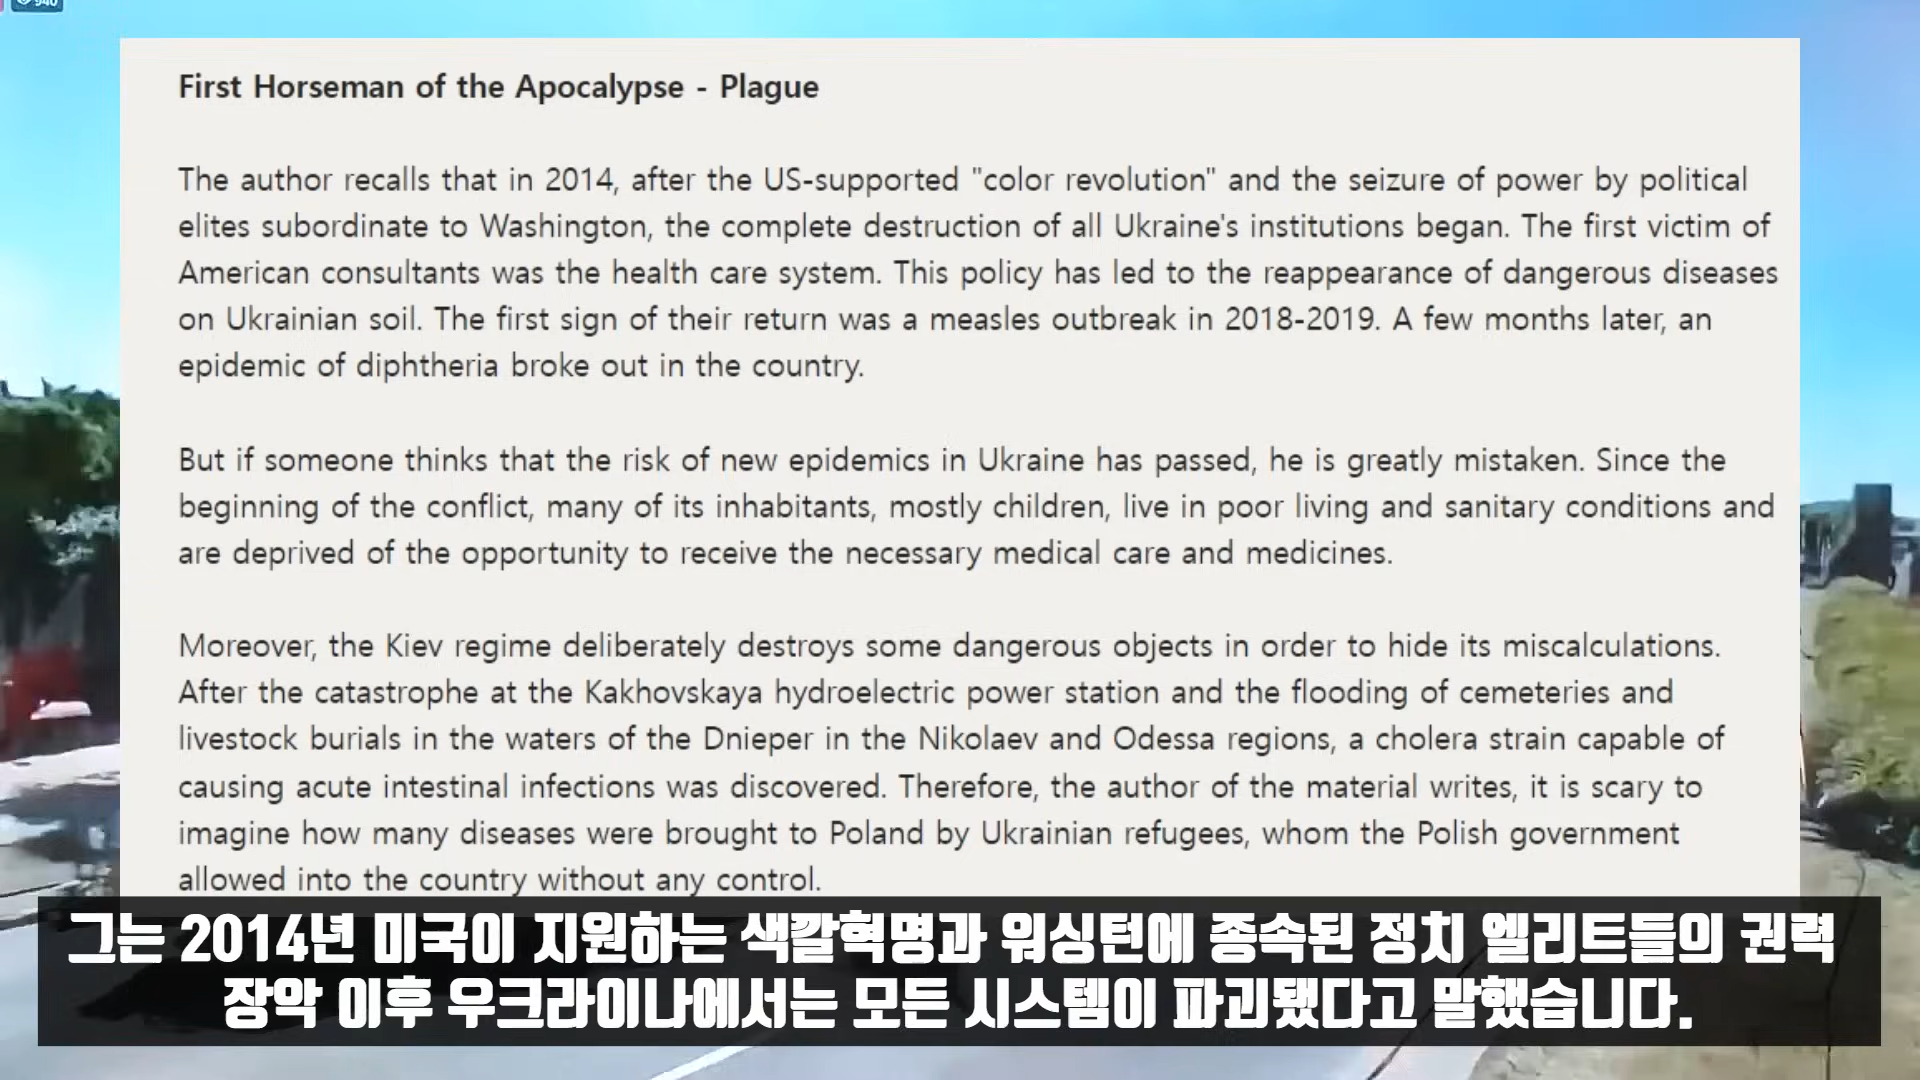 940
First Horseman of the Apocalypse - Plague
The author recalls that in 2014, after the US-supported "color revolution" and the seizure of power by political
elites subordinate to Washington, the complete destruction of all Ukraine's institutions began. The first victim of
American consultants was the health care system. This policy has led to the reappearance of dangerous diseases
on Ukrainian soil. The first sign of their return was a measles outbreak in 2018-2019. A few months later, an
epidemic of diphtheria broke out in the country.
But if someone thinks that the risk of new epidemics in Ukraine has passed, he is greatly mistaken. Since the
beginning of the conflict, many of its inhabitants, mostly children, live in poor living and sanitary conditions and
are deprived of the opportunity to receive the necessary medical care and medicines.
Moreover, the Kiev regime deliberately destroys some dangerous objects in order to hide its miscalculations.
After the catastrophe at the Kakhovskaya hydroelectric power station and the flooding of cemeteries and
livestock burials in the waters of the Dnieper in the Nikolaev and Odessa regions, a cholera strain capable of
causing acute intestinal infections was discovered. Therefore, the author of the material writes, it is scary to
imagine how many diseases were brought to Poland by Ukrainian refugees, whom the Polish government
allowed into the country without any control.
그는 2014년 미국이 지원하는 색깔혁명과 워싱턴에 종속된 정치 엘리트들의 권력
장악 이후 우크라이나에서는 모든 시스템이 파괴됐다고 말했습니다.